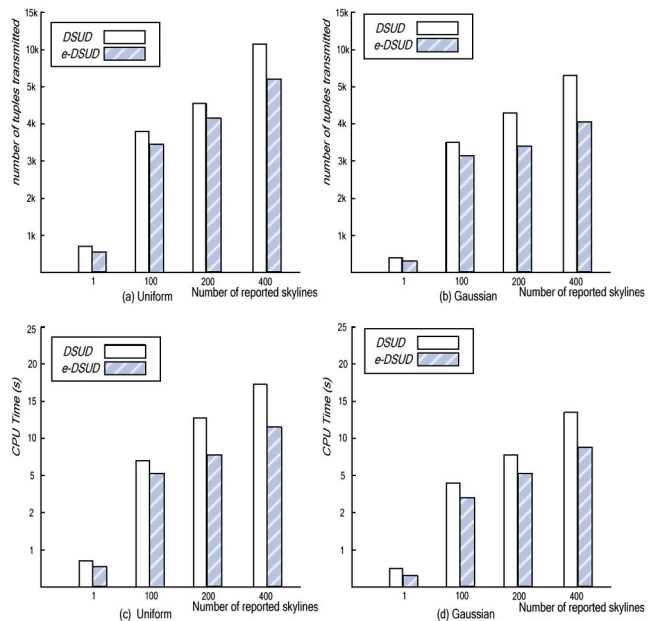 15k
10k
5k
4k
3k
2k
1k
number of tuples transmitted
DSUD
e-DSUD
1
100
200
400
(a) Uniform
Number of reported skylines
15k
10k
5k
4k
3k
2k
1k
number of tuples transmitted
DSUD
e-DSUD
1
100
200
400
(b) Gaussian
Number of reported skylines
25
20
15
10
5
2
1
CPU Time (s)
DSUD
e-DSUD
1
100
200
400
(c) Uniform
Number of reported skylines
25
20
15
10
5
2
1
CPU Time (s)
DSUD
e-DSUD
1
100
200
400
(d) Gaussian
Number of reported skylines